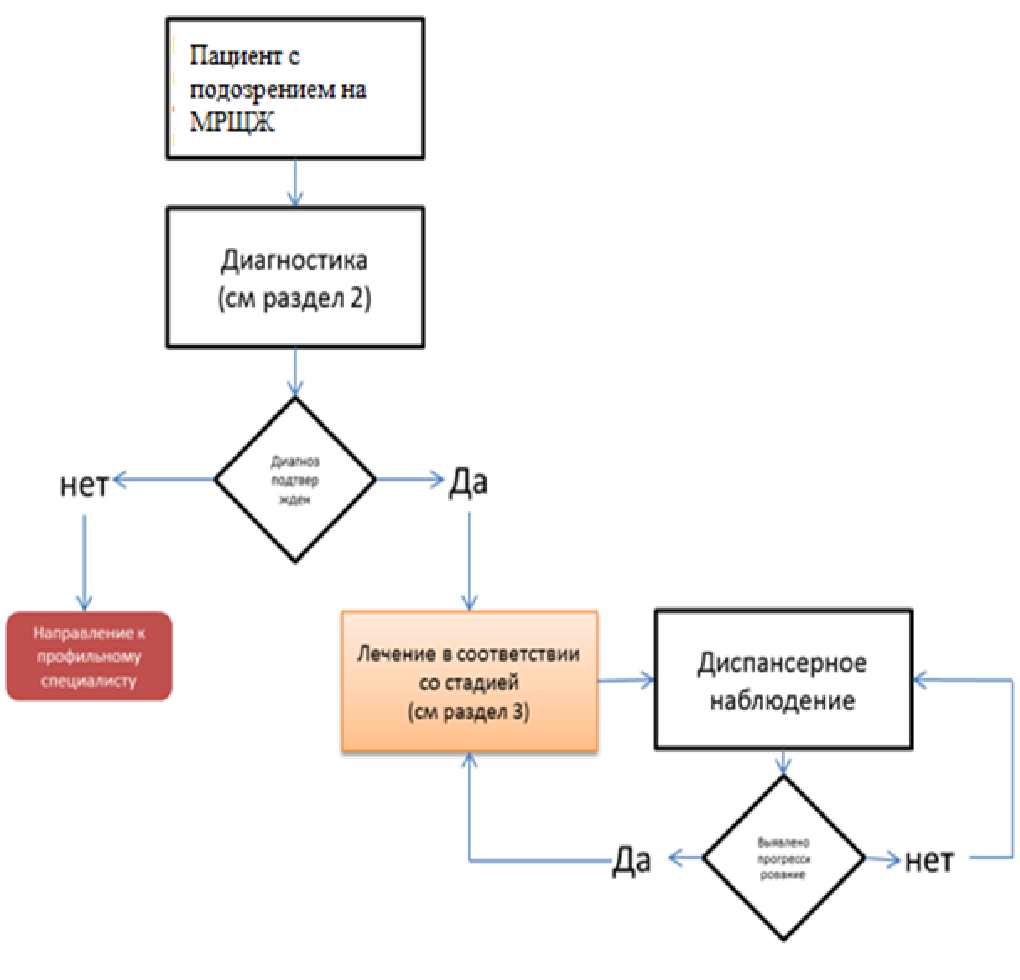 Пациент с
подозрением на
МРЩЖ
Диагностика
(см раздел 2)
Диагноз
подтвер
жден
нет
Да
Направление к
профильному
специалисту
Лечение в соответствии
со стадией
(см раздел 3)
Диспансерное
наблюдение
Выявлено
прогресси
рование
Да
нет